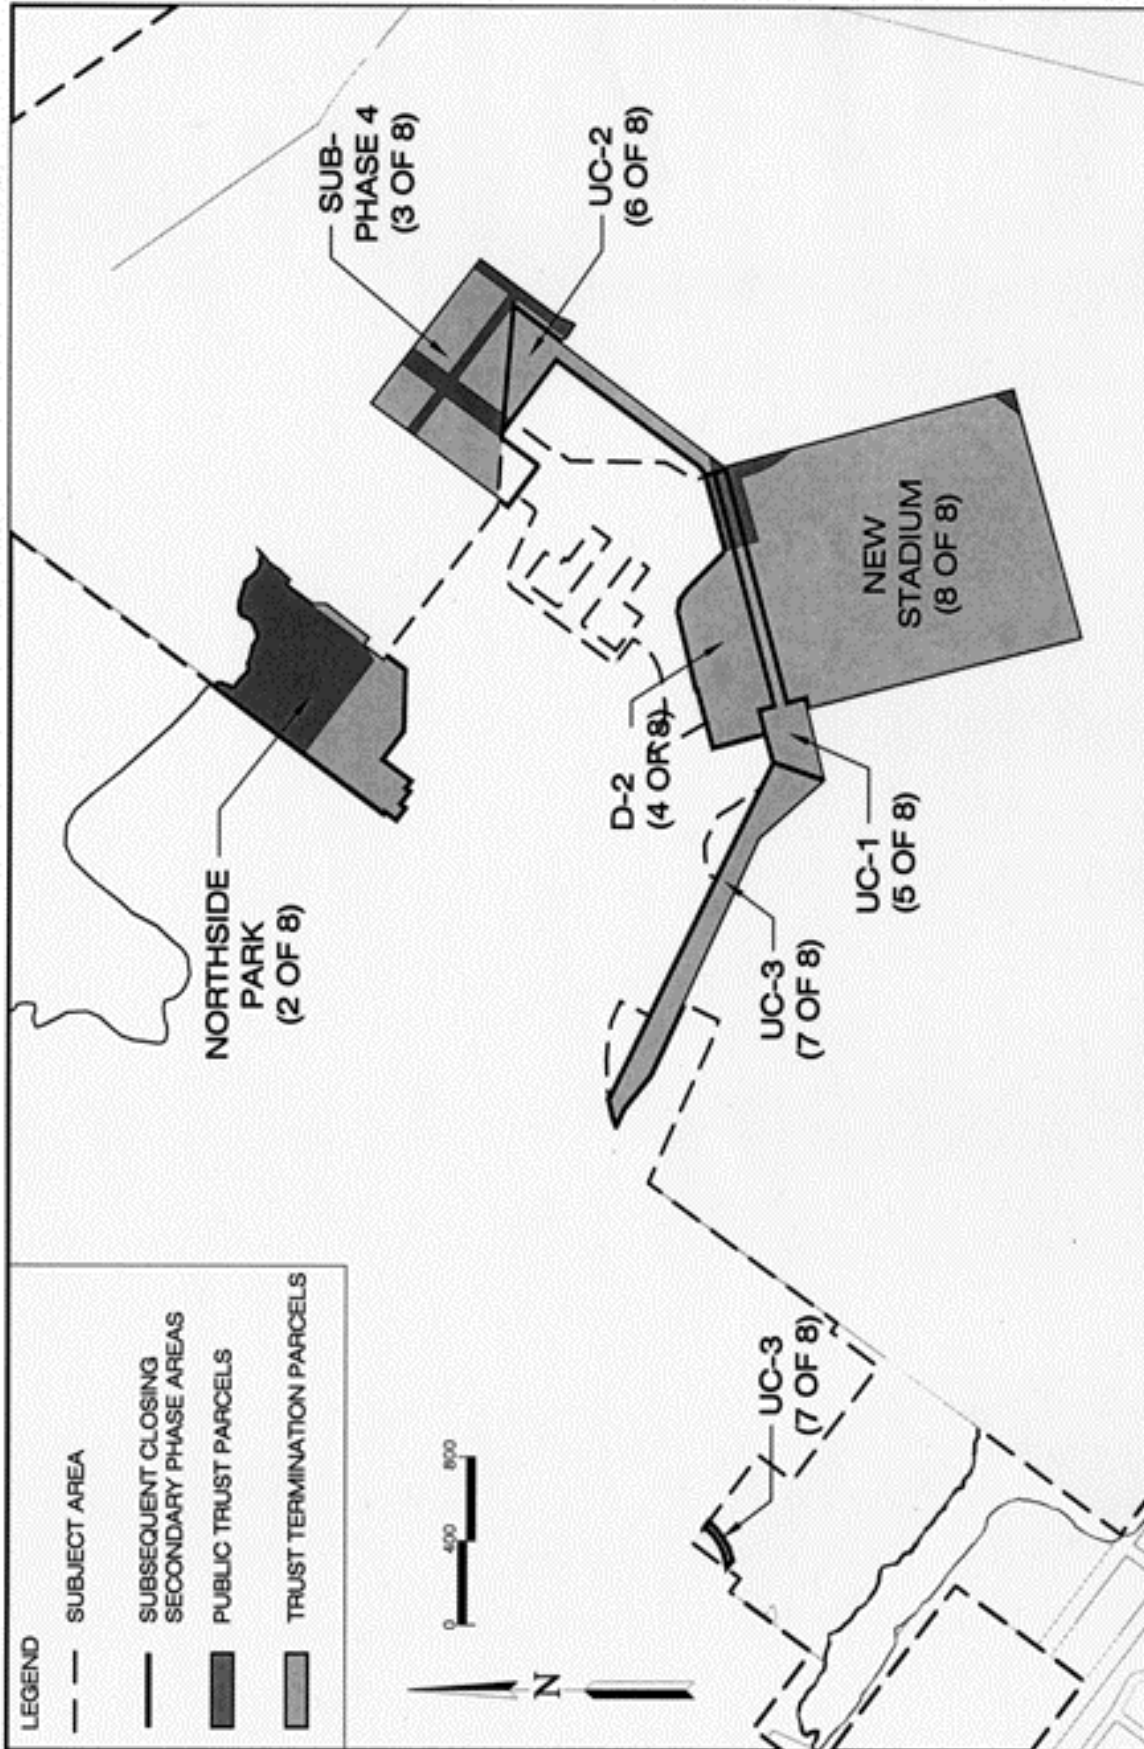 SUB-
PHASE 4
(3 OF 8)
UC-2
(6 OF 8)
NORTHSIDE
PARK
(2 OF 8)
NEW
STADIUM
(8 OF 8)
D-2
(4 OF 8)
UC-1
(5 OF 8)
UC-3
(7 OF 8)
UC-3
(7 OF 8)
LEGEND
SUBJECT AREA
SUBSEQUENT CLOSING
SECONDARY PHASE AREAS
PUBLIC TRUST PARCELS
TRUST TERMINATION PARCELS
0 400 800
N